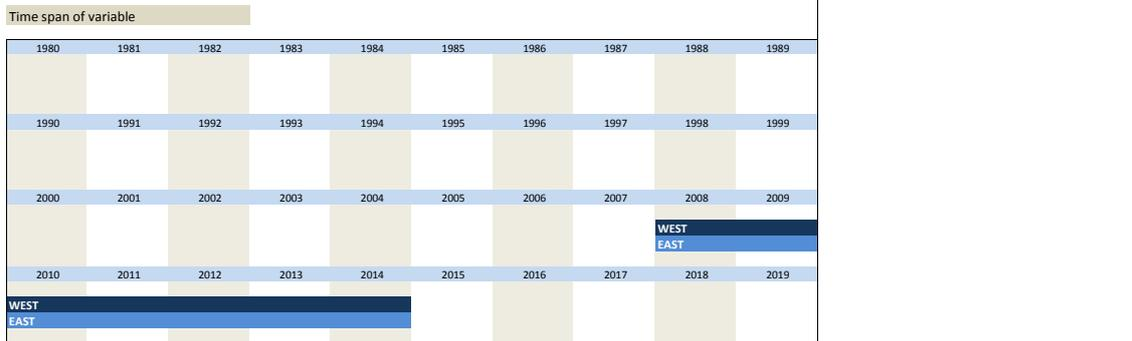 Time span of variable
1980 1981 1982 1983 1984 1985 1986 1987 1988 1989
1990 1991 1992 1993 1994 1995 1996 1997 1998 1999
2000 2001 2002 2003 2004 2005 2006 2007 2008 2009
WEST
EAST
2010 2011 2012 2013 2014 2015 2016 2017 2018 2019
WEST
EAST